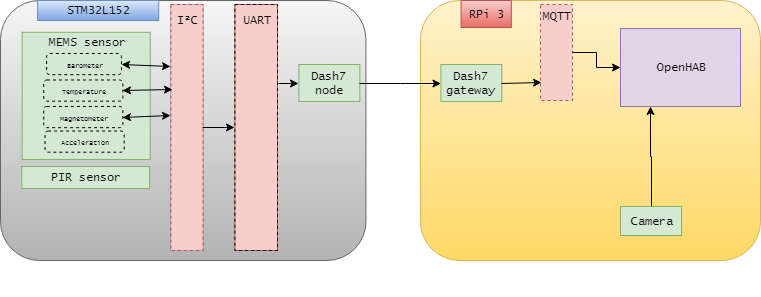 STM32L152
I²C
UART
MEMS sensor
Barometer
Temperature
Magnetometer
Acceleration
PIR sensor
Dash7
node
RPi 3
MQTT
Dash7
gateway
OpenHAB
Camera